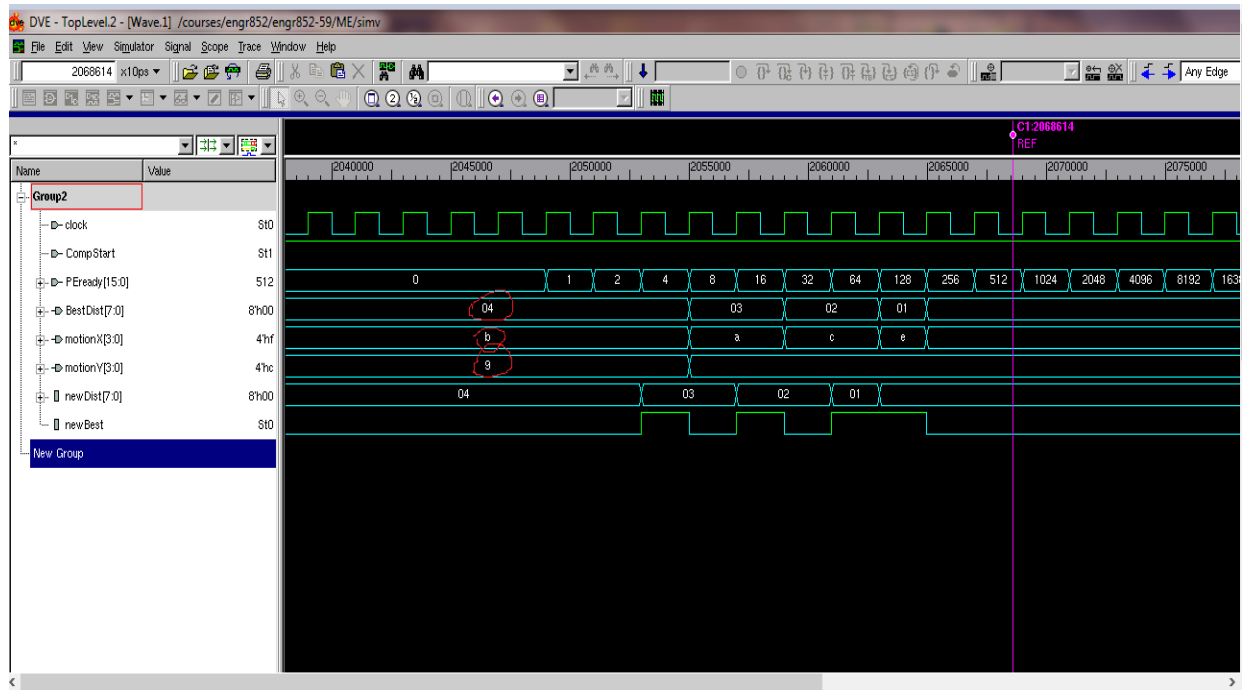 DVE - TopLevel.2 - [Wave.1] /courses/engr852/engr852-59/ME/simv
File Edit View Simulator Signal Scope Trace Window Help
2068614 x10ps
Any Edge
C1:2068614
REF
*
Name Value
2040000 2045000 2050000 2055000 2060000 2065000 2070000 2075000
Group2
clock St0
CompStart St1
PEready[15:0] 512 0 1 2 4 8 16 32 64 128 256 512 1024 2048 4096 8192 1638
BestDist[7:0] 8'h00 04 03 02 01
motionX[3:0] 4'hf b a c e
motionY[3:0] 4'hc 9
newDist[7:0] 8'h00 04 03 02 01
newBest St0
New Group